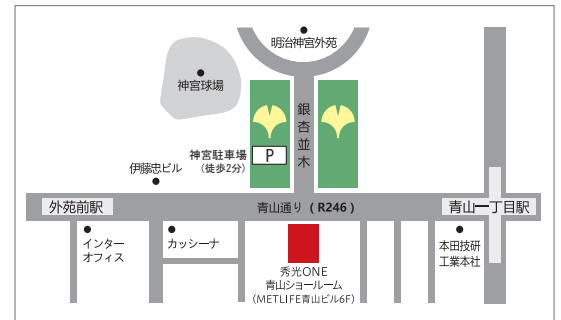 明治神宮外苑
神宮球場
銀杏並木
神宮駐車場
（徒歩2分）
P
伊藤忠ビル
外苑前駅
青山通り（R246）
青山一丁目駅
インター
オフィス
カッシーナ
秀光ONE
青山ショールーム
（METLIFE青山ビル6F）
本田技研
工業本社